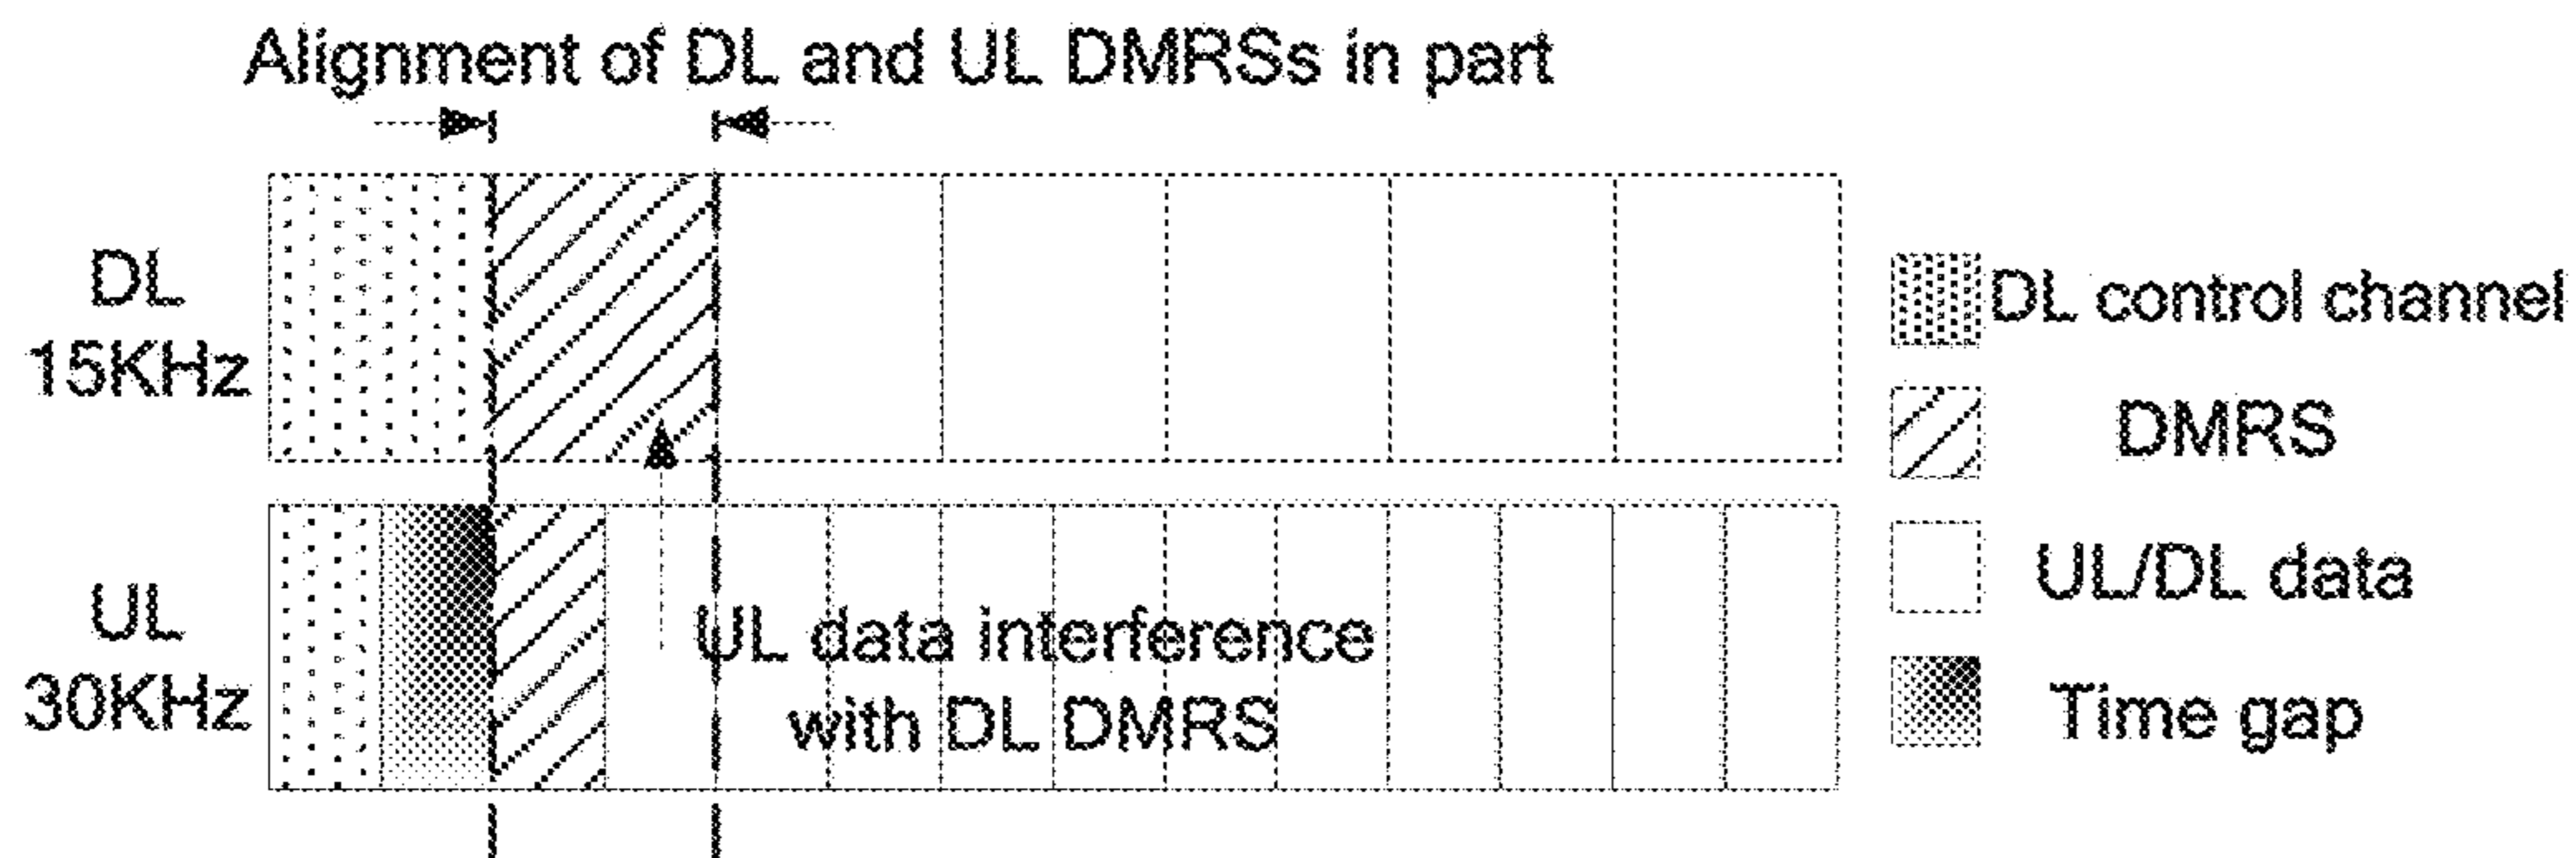 Alignment of DL and UL DMRSs in part
DL
15KHz
DL control channel
DMRS
UL/DL data
Time gap
UL
30KHz
UL data interference
with DL DMRS